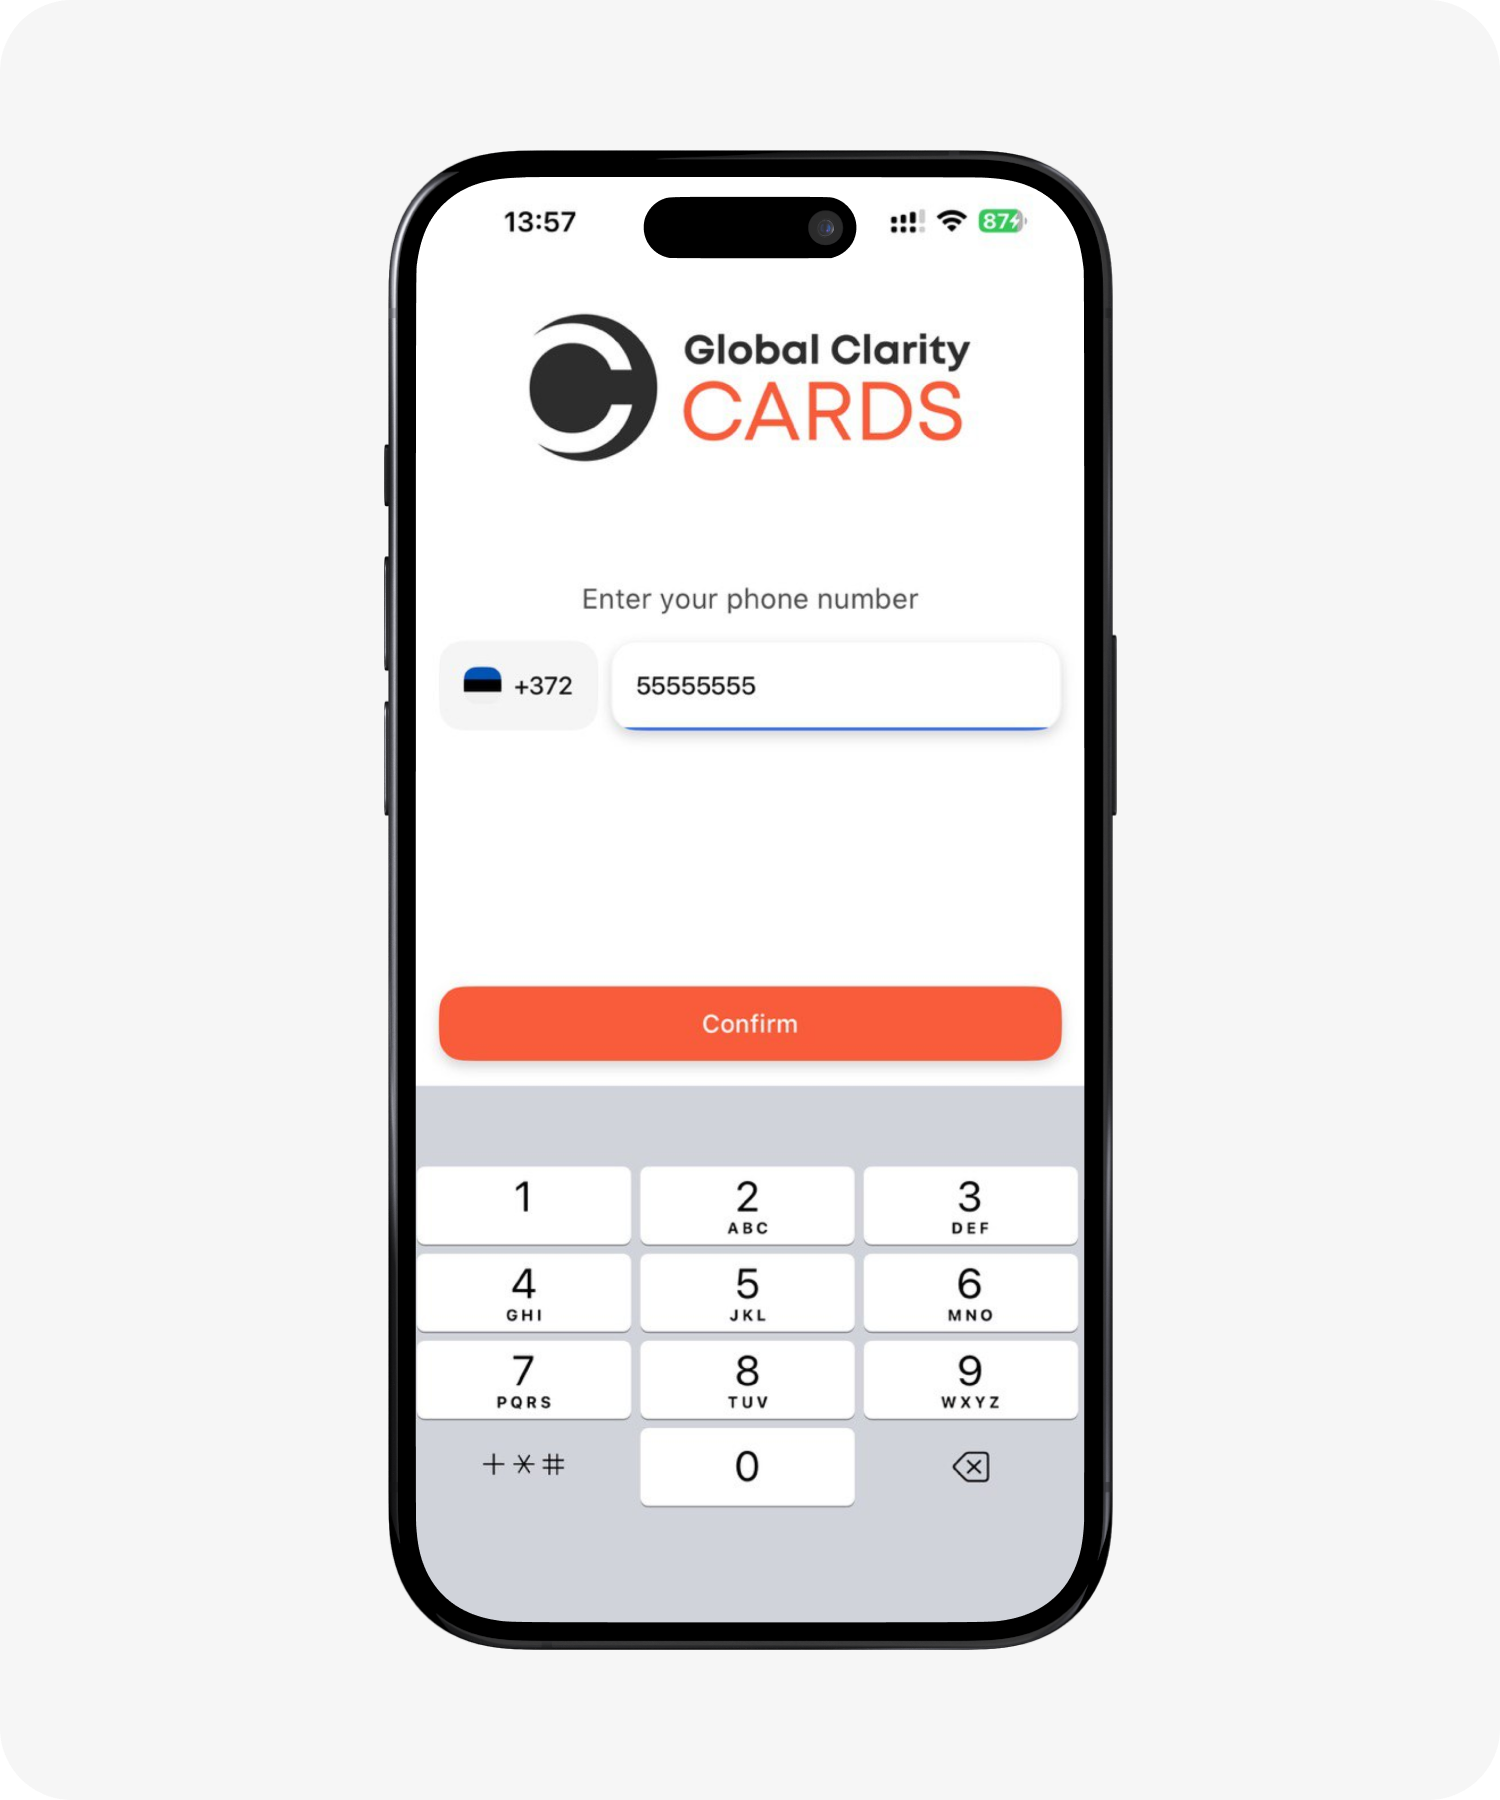 13:57 87
Global Clarity
CARDS
Enter your phone number
+372 55555555
Confirm
1 2 3
ABC DEF
4 5 6
GHI JKL MNO
7 8 9
PQRS TUV WXYZ
+*# 0